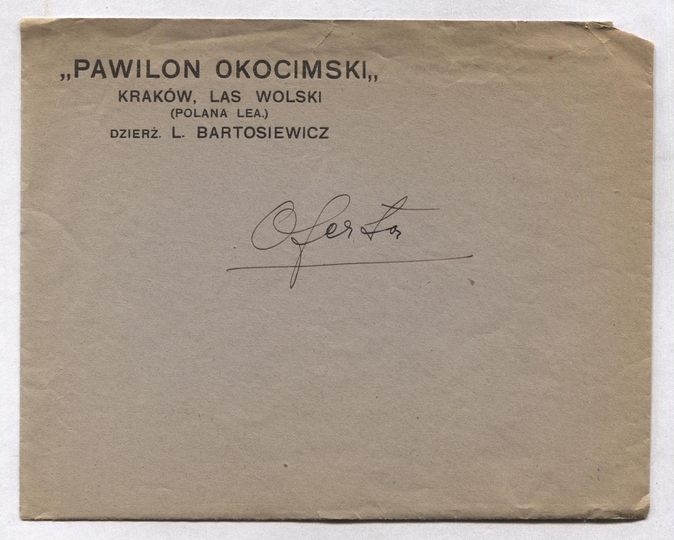 „PAWILON OKOCIMSKI„
KRAKÓW, LAS WOLSKI
(POLANA LEA.)
DZIERŻ. L. BARTOSIEWICZ
Oferta